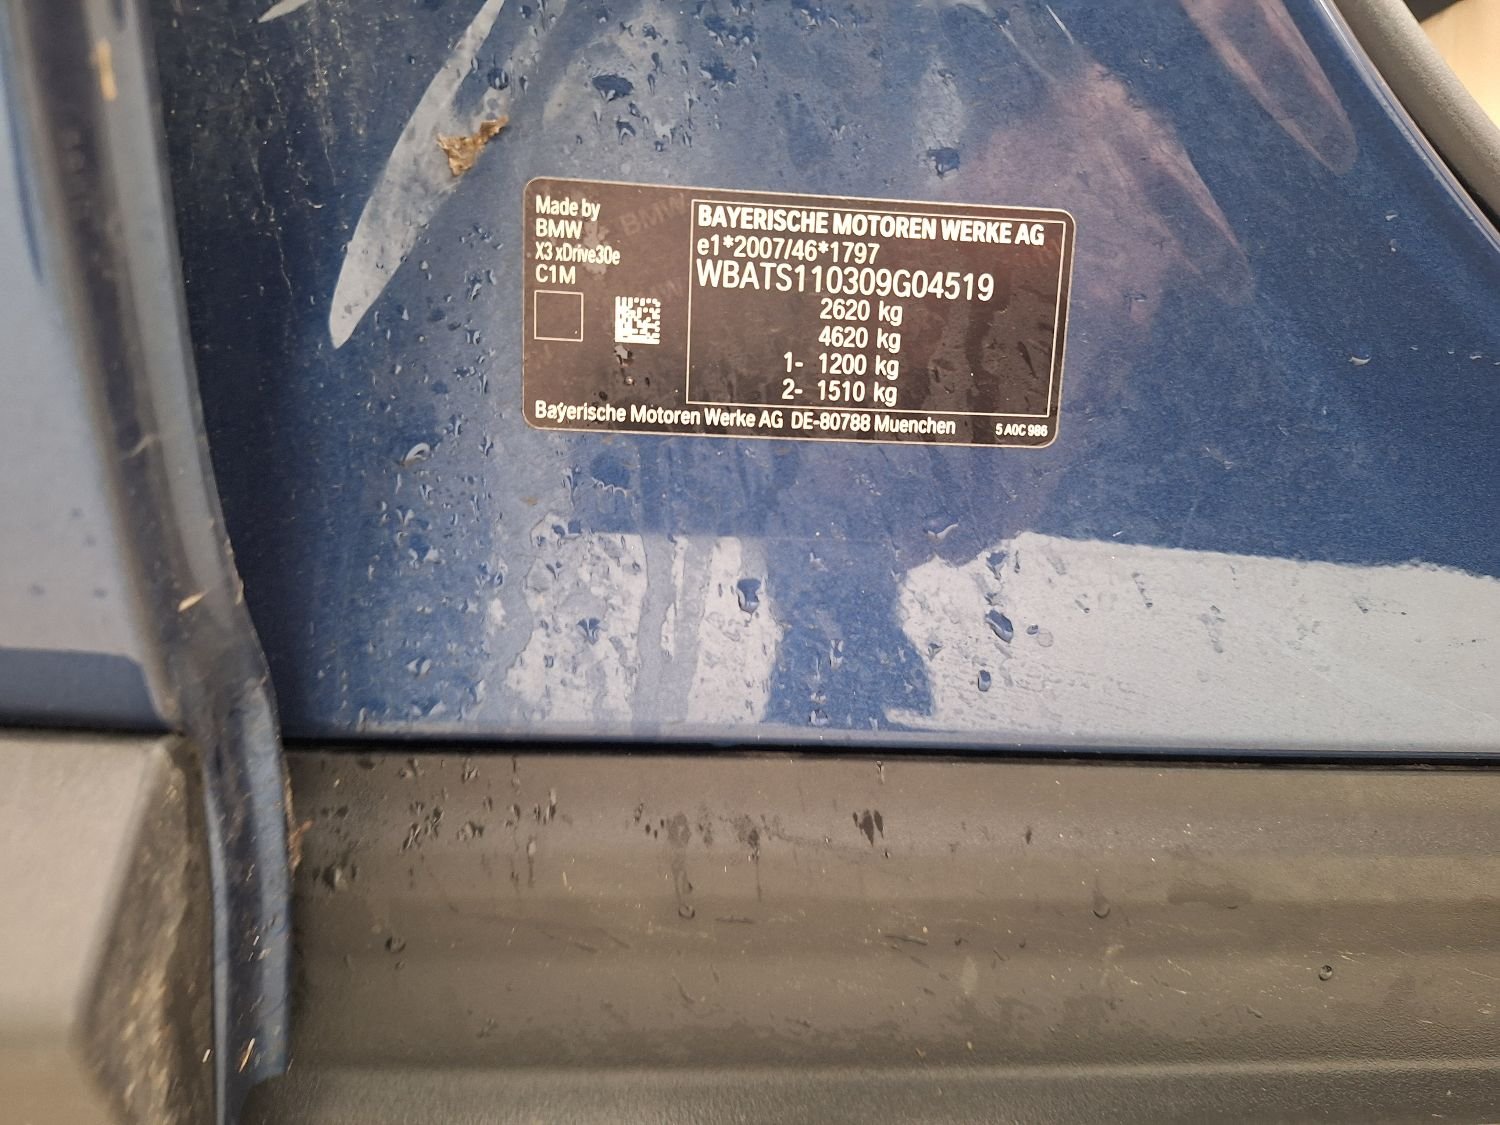 Made by
BMW
X3 xDrive30e
C1M
BAYERISCHE MOTOREN WERKE AG
e1*2007/46*1797
WBATS110309G04519
2620 kg
4620 kg
1- 1200 kg
2- 1510 kg
Bayerische Motoren Werke AG DE-80788 Muenchen 5 A0C 986